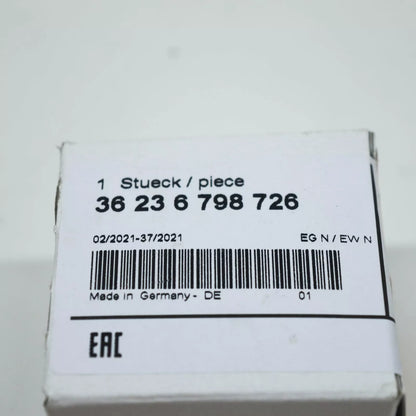 1 Stueck / piece
36 23 6 798 726
02/2021-37/2021 EG N / EW N
Made in Germany - DE 01
EAC